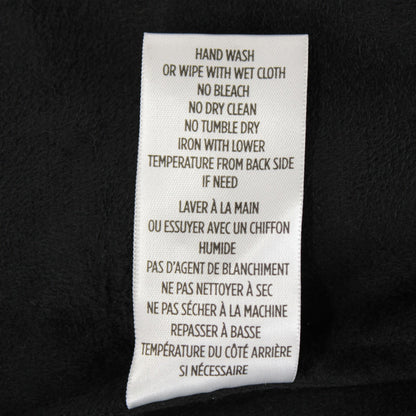 HAND WASH
OR WIPE WITH WET CLOTH
NO BLEACH
NO DRY CLEAN
NO TUMBLE DRY
IRON WITH LOWER
TEMPERATURE FROM BACK SIDE
IF NEED
LAVER À LA MAIN
OU ESSUYER AVEC UN CHIFFON
HUMIDE
PAS D'AGENT DE BLANCHIMENT
NE PAS NETTOYER À SEC
NE PAS SÉCHER À LA MACHINE
REPASSER À BASSE
TEMPÉRATURE DU CÔTÉ ARRIÈRE
SI NÉCESSAIRE